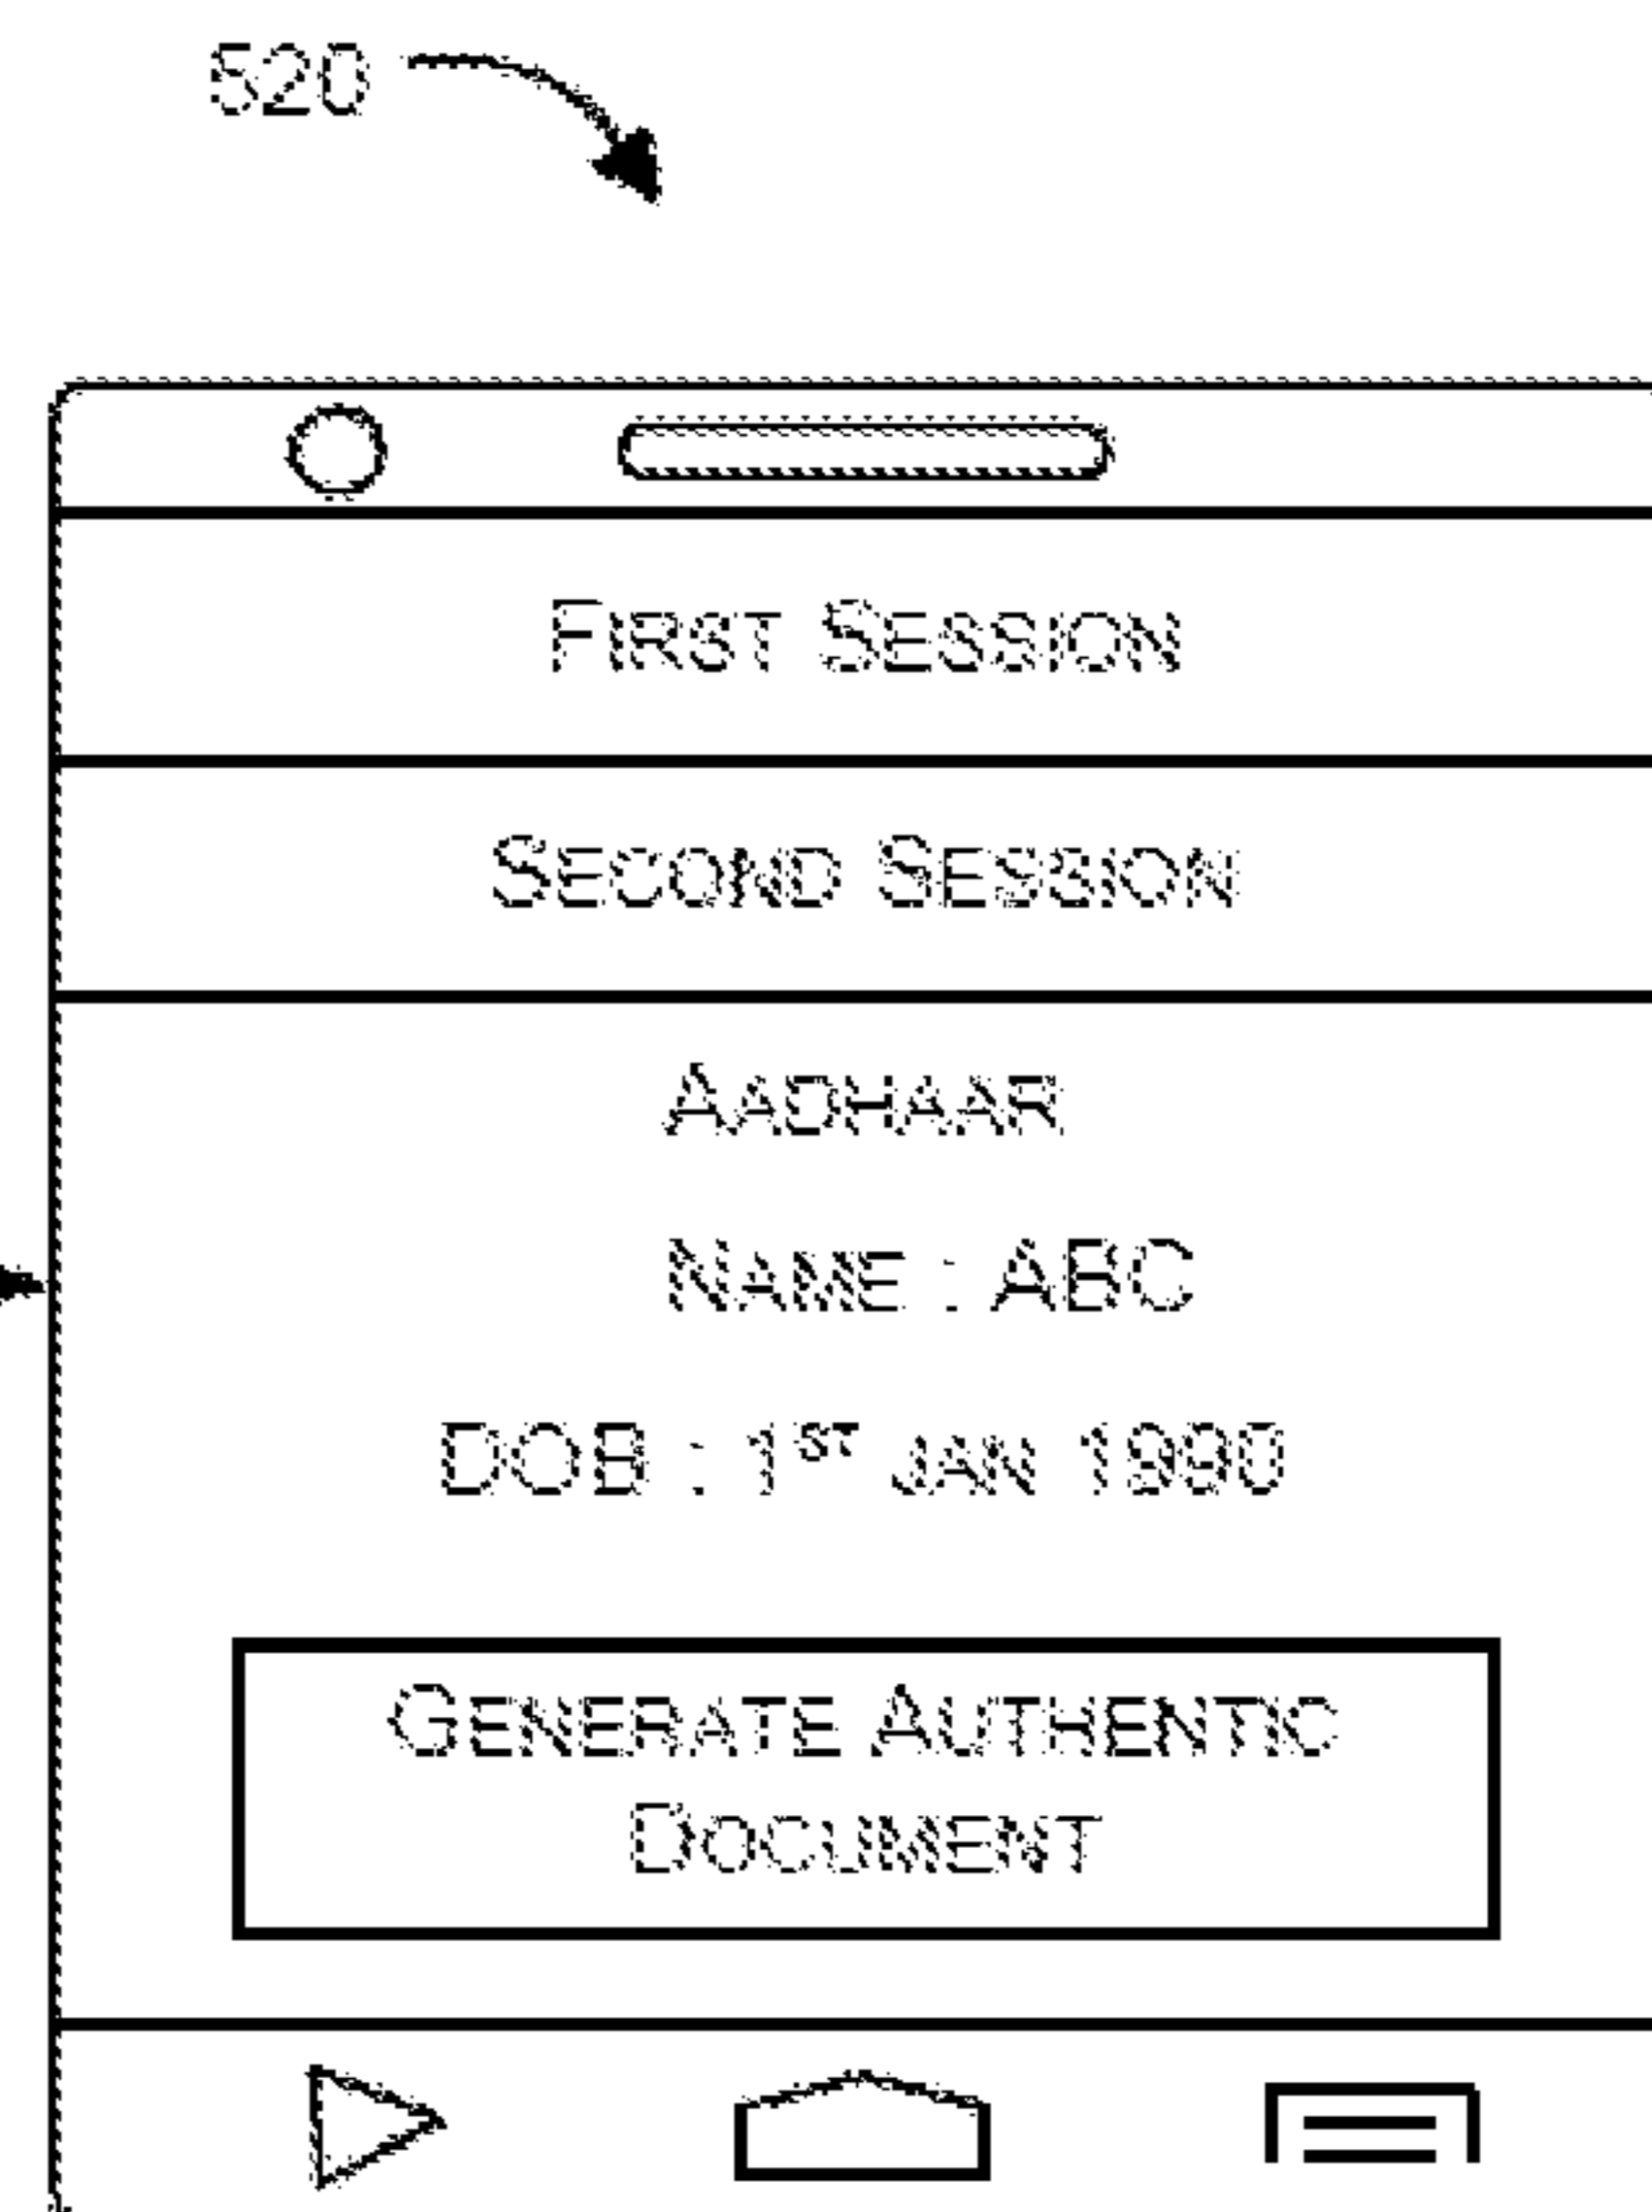 520
FIRST SESSION
SECOND SESSION
AADHAAR
NAME : ABC
DOB : 1ST JAN 1990
GENERATE AUTHENTIC
DOCUMENT